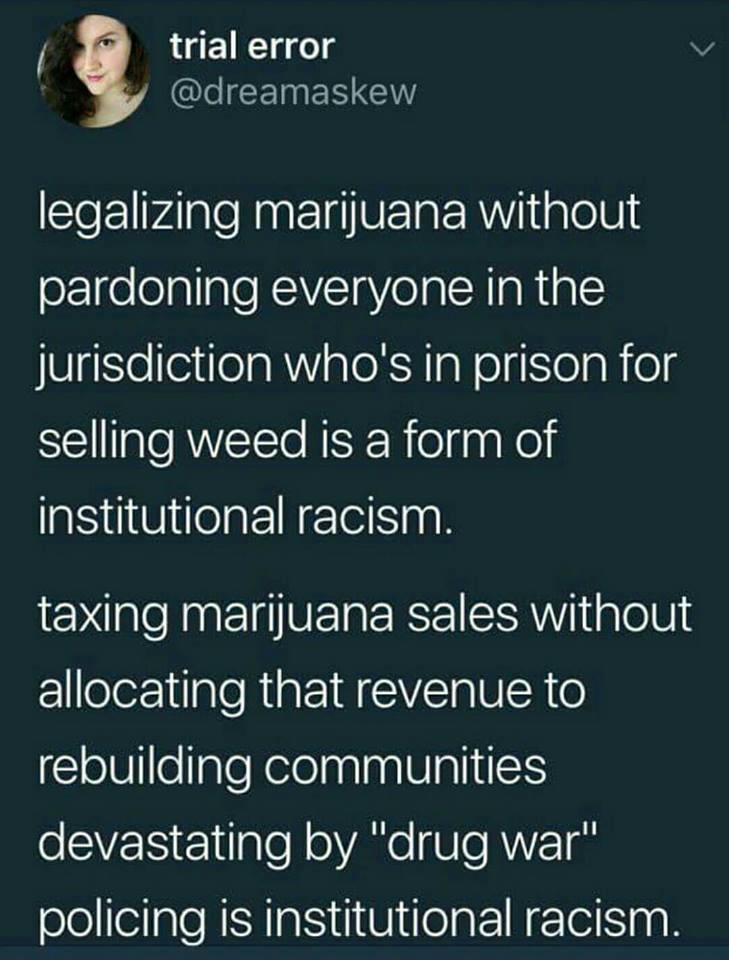 trial error
@dreamaskew
legalizing marijuana without
pardoning everyone in the
jurisdiction who's in prison for
selling weed is a form of
institutional racism.
taxing marijuana sales without
allocating that revenue to
rebuilding communities
devastating by "drug war"
policing is institutional racism.